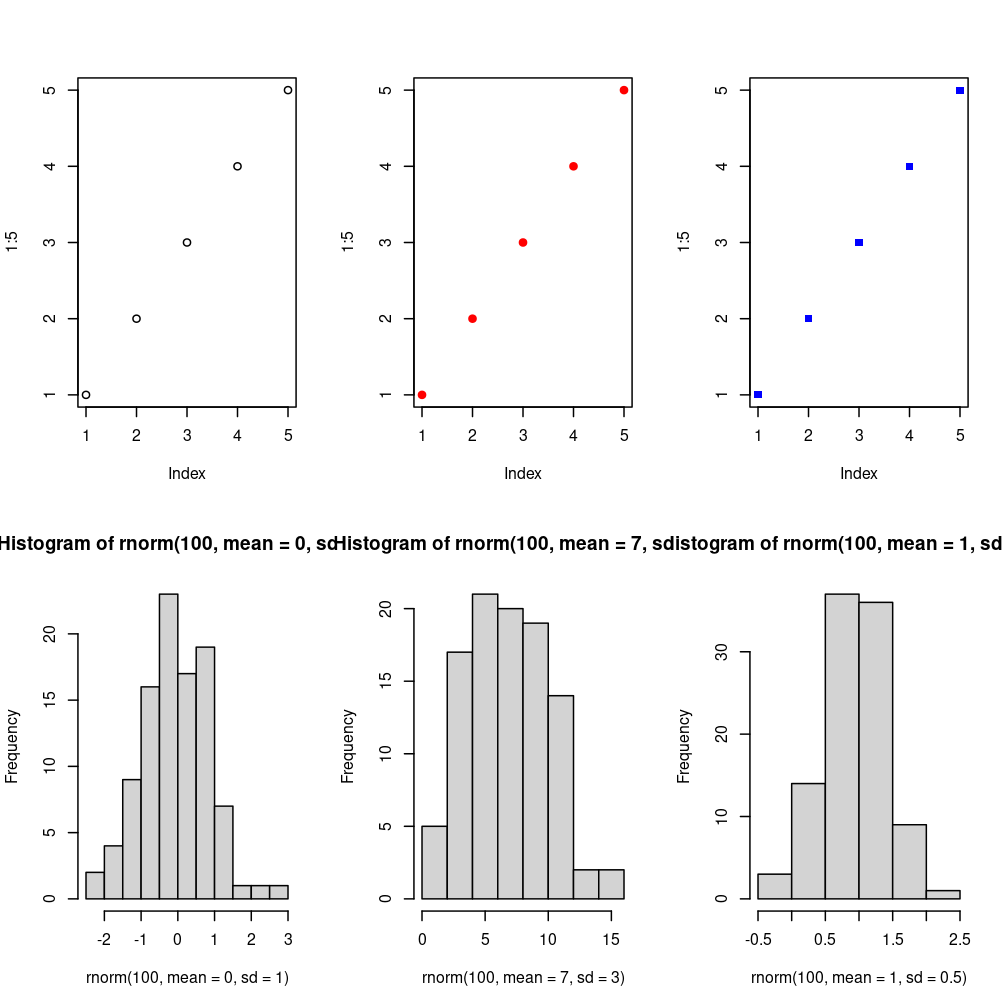 5
4
3
2
1
1:5
1 2 3 4 5
Index
5
4
3
2
1
1:5
1 2 3 4 5
Index
5
4
3
2
1
1:5
1 2 3 4 5
Index
Histogram of rnorm(100, mean = 0, sd
20
15
10
5
0
Frequency
-2 -1 0 1 2 3
rnorm(100, mean = 0, sd = 1)
Histogram of rnorm(100, mean = 7, sd
20
15
10
5
0
Frequency
0 5 10 15
rnorm(100, mean = 7, sd = 3)
istogram of rnorm(100, mean = 1, sd
30
20
10
0
Frequency
-0.5 0.5 1.5 2.5
rnorm(100, mean = 1, sd = 0.5)